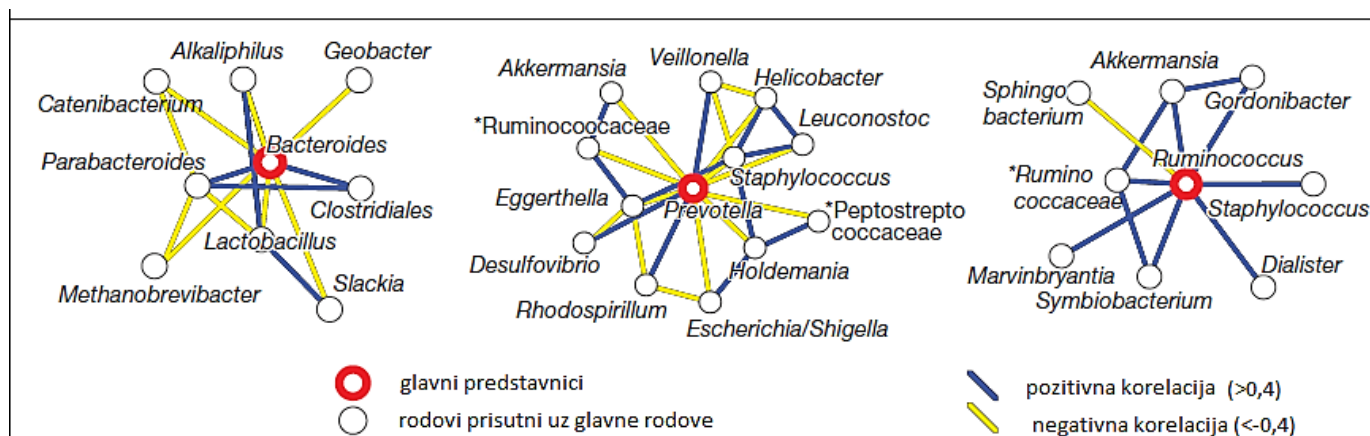 Alkaliphilus
Geobacter
Catenibacterium
Bacteroides
Parabacteroides
Clostridiales
Lactobacillus
Methanobrevibacter
Slackia
Veillonella
Akkermansia
Helicobacter
*Ruminocoocaceae
Leuconostoc
Staphylococcus
Eggerthella
Prevotella
*Peptostrepto
coccaceae
Desulfovibrio
Holdemania
Rhodospirillum
Escherichia/Shigella
Akkermansia
Sphingo
bacterium
Gordonibacter
Ruminococcus
*Rumino
coccaceae
Staphylococcus
Marvinbryantia
Dialister
Symbiobacterium
glavni predstavnici
rodovi prisutni uz glavne rodove
pozitivna korelacija (>0,4)
negativna korelacija (<-0,4)